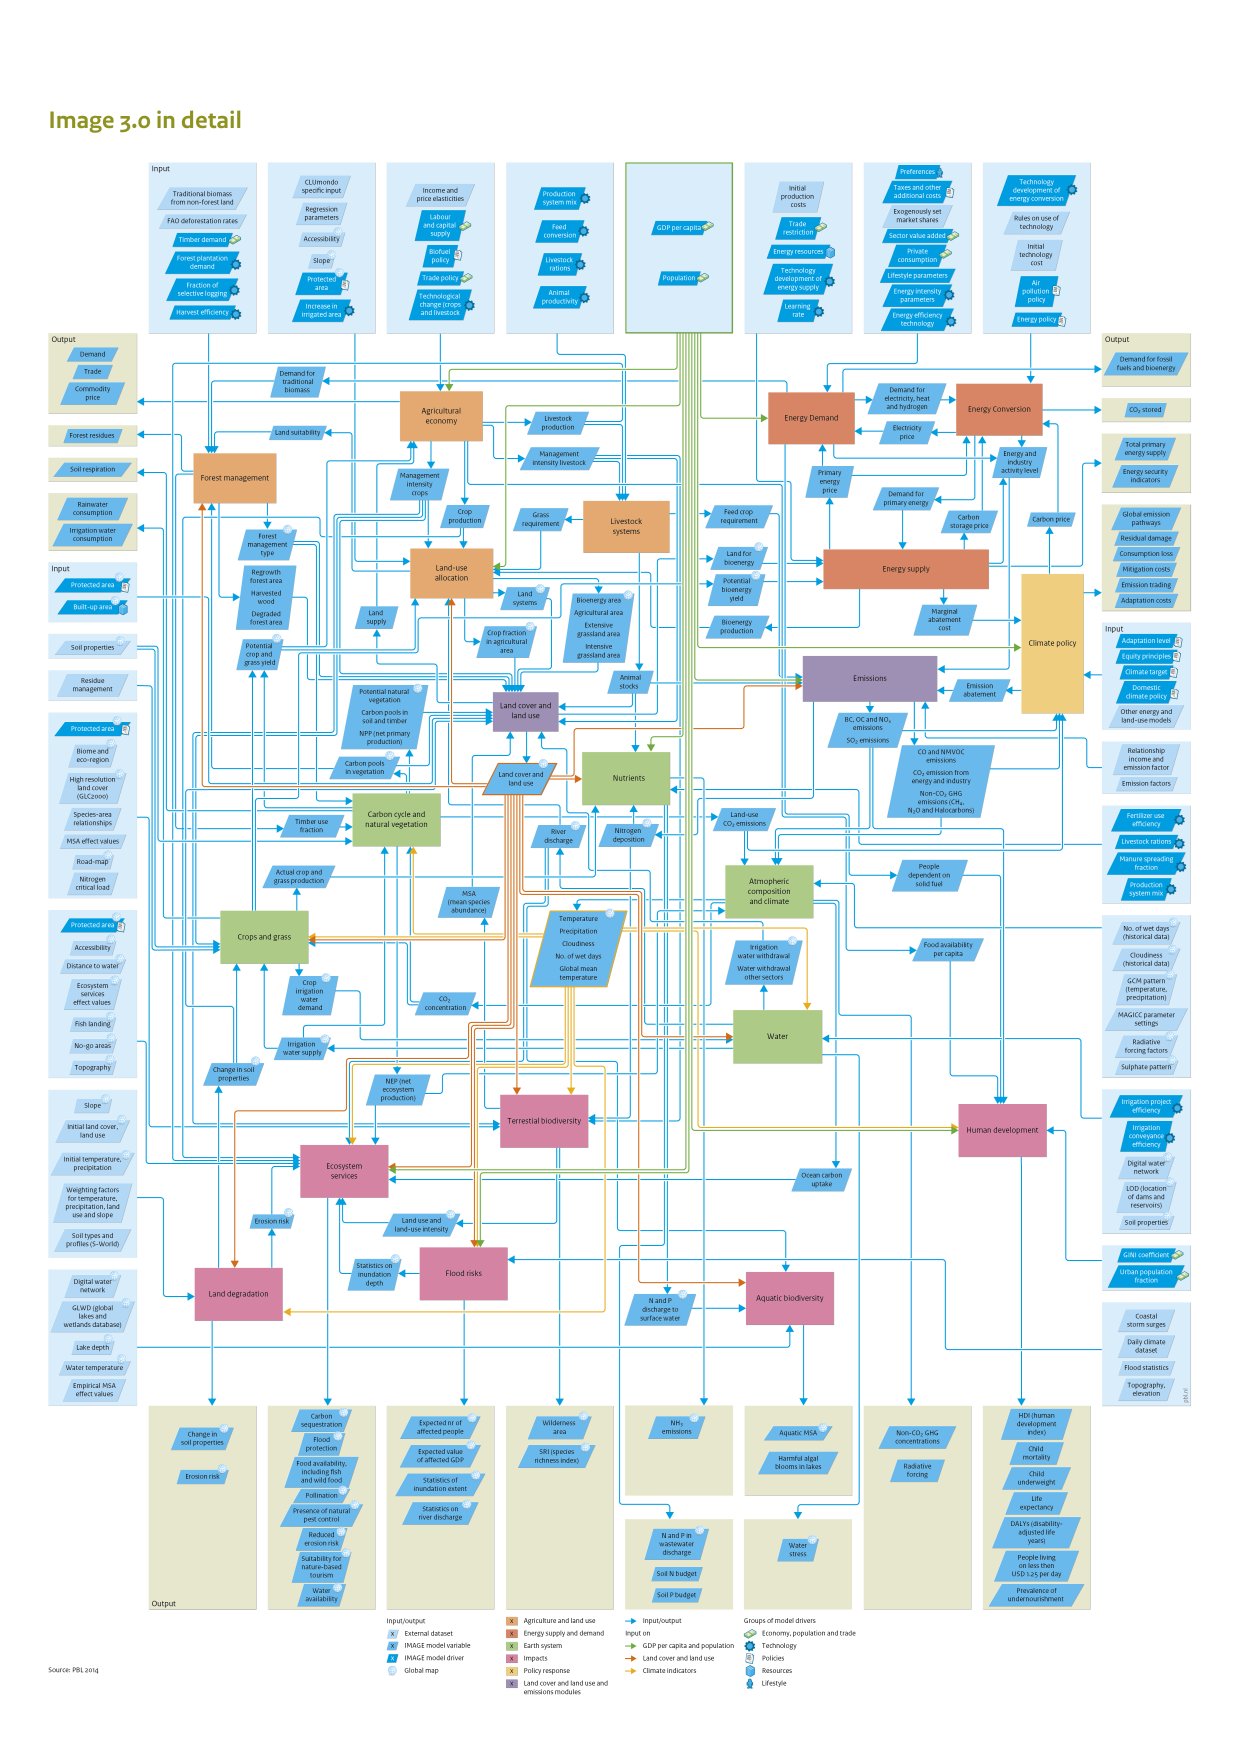 Image 3.0 in detail
Input
Traditional biomass
from non-forest land
FAO deforestation rates
Timber demand
Forest plantation
demand
Fraction of
selective logging
Harvest efficiency
CLUmondo
specific input
Regression
parameters
Accessibility
Slope
Protected
area
Increase in
irrigated area
Income and
price elasticities
Labour
and capital
supply
Biofuel
policy
Trade policy
Technological
change (crops
and livestock
Production
system mix
Feed
conversion
Livestock
rations
Animal
productivity
GDP per capita
Population
Initial
production
costs
Trade
restriction
Energy resources
Technology
development of
energy supply
Learning
rate
Preferences
Taxes and other
additional costs
Exogenously set
market shares
Sector value added
Private
consumption
Lifestyle parameters
Energy intensity
parameters
Energy efficiency
technology
Technology
development of
energy conversion
Rules on use of
technology
Initial
technology
cost
Air
pollution
policy
Energy policy
Output
Demand
Trade
Commodity
price
Forest residues
Soil respiration
Rainwater
consumption
Irrigation water
consumption
Input
Protected area
Built-up area
Soil properties
Residue
management
Protected area
Biome and
eco-region
High resolution
land cover
(GLC2000)
Species-area
relationships
MSA effect values
Road-map
Nitrogen
critical load
Protected area
Accessibility
Distance to water
Ecosystem
services
effect values
Fish landing
No-go areas
Topography
Slope
Initial land cover,
land use
Initial temperature,
precipitation
Weighting factors
for temperature,
precipitation, land
use and slope
Soil types and
profiles (S-World)
Digital water
network
GLWD (global
lakes and
wetlands database)
Lake depth
Water temperature
Empirical MSA
effect values
Demand for
traditional
biomass
Land suitability
Agricultural
economy
Livestock
production
Management
intensity livestock
Forest management
Management
intensity
crops
Crop
production
Grass
requirement
Livestock
systems
Feed crop
requirement
Forest
management
type
Regrowth
forest area
Harvested
wood
Degraded
forest area
Land-use
allocation
Land
systems
Land
supply
Bioenergy area
Agricultural area
Extensive
grassland area
Intensive
grassland area
Land for
bioenergy
Potential
bioenergy
yield
Bioenergy
production
Potential
crop and
grass yield
Crop fraction
in agricultural
area
Animal
stocks
Potential natural
vegetation
Carbon pools in
soil and timber
NPP (net primary
production)
Land cover and
land use
Carbon pools
in vegetation
Land cover and
land use
Nutrients
Carbon cycle and
natural vegetation
Timber use
fraction
River
discharge
Nitrogen
deposition
Land-use
CO₂ emissions
Actual crop and
grass production
MSA
(mean species
abundance)
Atmopheric
composition
and climate
Crops and grass
Temperature
Precpitation
Cloudiness
No. of wet days
Global mean
temperature
Irrigation
water withdrawal
Water withdrawal
other sectors
Crop
irrigation
water
demand
CO₂
concentration
Water
Irrigation
water supply
Change in soil
properties
NEP (net
ecosystem
production)
Terrestial biodiversity
Ecosystem
services
Ocean carbon
uptake
Erosion risk
Land use and
land-use intensity
Statistics on
inundation
depth
Flood risks
Land degradation
N and P
discharge to
surface water
Aquatic biodiversity
Energy Demand
Demand for
electricity, heat
and hydrogen
Electricity
price
Energy Conversion
Energy and
industry
activity level
Primary
energy
price
Demand for
primary energy
Carbon
storage price
Carbon price
Energy supply
Marginal
abatement
cost
Climate policy
Emissions
Emission
abatement
BC, OC and NOₓ
emissions
SO₂ emissions
CO and NMVOC
emissions
CO₂ emission from
energy and industry
Non-CO₂ GHG
emissions (CH₄,
N₂O and Halocarbons)
People
dependent on
solid fuel
Food availability
per capita
Human development
Output
Demand for fossil
fuels and bioenergy
CO₂ stored
Total primary
energy supply
Energy security
indicators
Global emission
pathways
Residual damage
Consumption loss
Mitigation costs
Emission trading
Adaptation costs
Input
Adaptation level
Equity principles
Climate target
Domestic
climate policy
Other energy and
land-use models
Relationship
income and
emission factor
Emission factors
Fertilizer use
efficiency
Livestock rations
Manure spreading
fraction
Production
system mix
No. of wet days
(historical data)
Cloudiness
(historical data)
GCM pattern
(temperature,
precipitation)
MAGICC parameter
settings
Radiative
forcing factors
Sulphate pattern
Irrigation project
efficiency
Irrigation
conveyance
efficiency
Digital water
network
LOD (location
of dams and
reservoirs)
Soil properties
GINI coefficient
Urban population
fraction
Coastal
storm surges
Daily climate
dataset
Flood statistics
Topography,
elevation
pbl.nl
Change in
soil properties
Erosion risk
Output
Carbon
sequestration
Flood
protection
Food availability,
including fish
and wild food
Pollination
Presence of natural
pest control
Reduced
erosion risk
Suitability for
nature-based
tourism
Water
availability
Expected nr of
affected people
Expected value
of affected GDP
Statistics of
inundation extent
Statistics on
river discharge
Wilderness
area
SRI (species
richness index)
NH₃
emissions
N and P in
wastewater
discharge
Soil N budget
Soil P budget
Aquatic MSA
Harmful algal
blooms in lakes
Water
stress
Non-CO₂ GHG
concentrations
Radiative
forcing
HDI (human
development
index)
Child
mortality
Child
underweight
Life
expectancy
DALYs (disability-
adjusted life
years)
People living
on less then
USD 1.25 per day
Prevalence of
undernourishment
Input/output
x External dataset
x IMAGE model variable
x IMAGE model driver
Global map
x Agriculture and land use
x Energy supply and demand
x Earth system
x Impacts
x Policy response
x Land cover and land use and
emissions modules
Input/output
Input on
GDP per capita and population
Land cover and land use
Climate indicators
Groups of model drivers
Economy, population and trade
Technology
Policies
Resources
Lifestyle
Source: PBL 2014